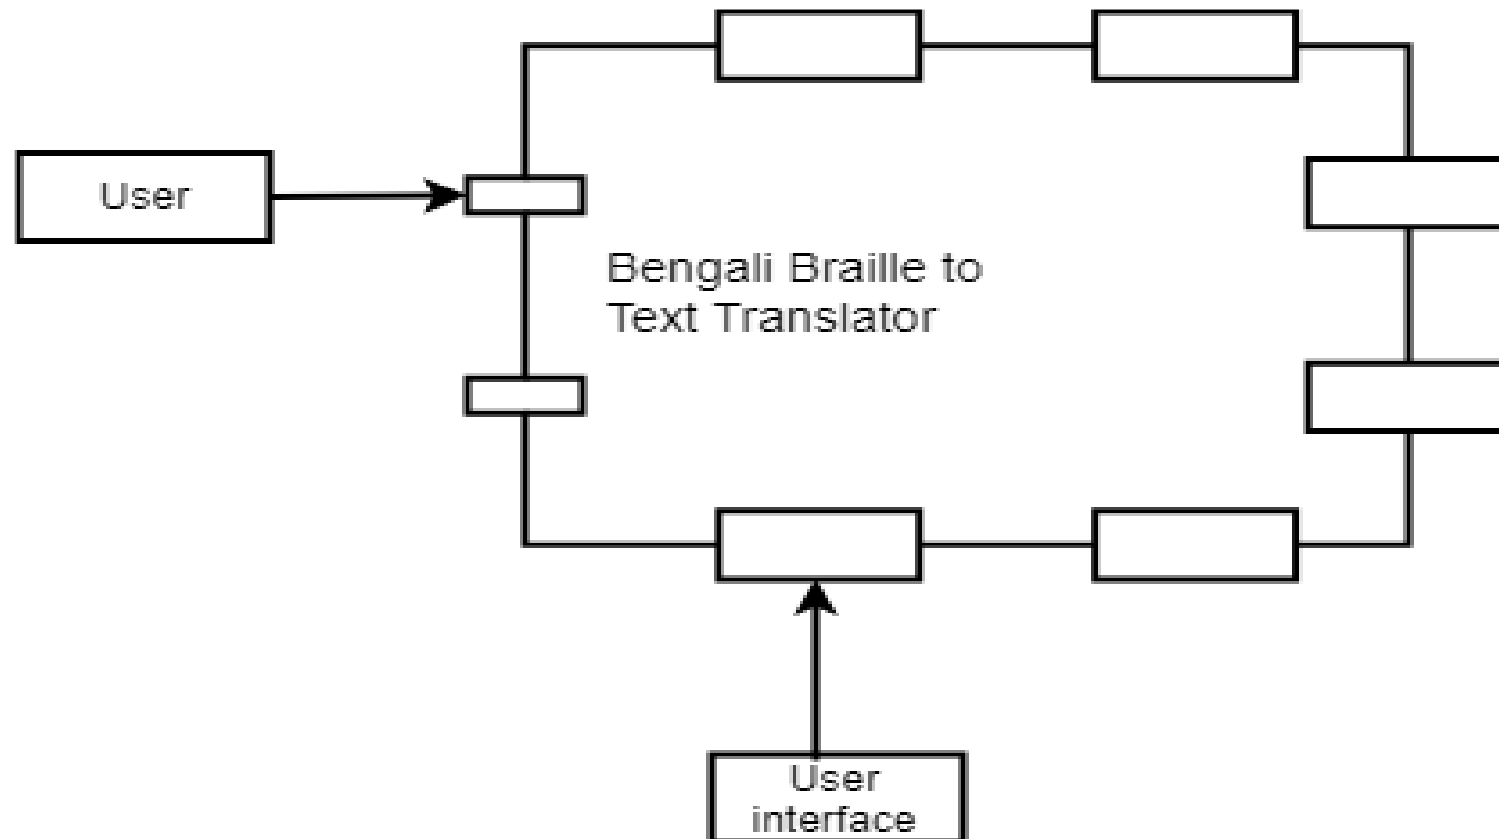 User
Bengali Braille to
Text Translator
User
interface